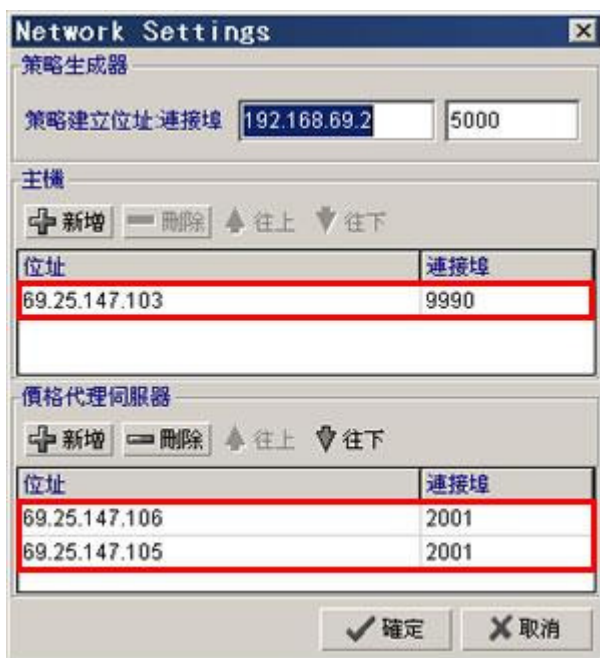 Network Settings
策略生成器
策略建立位址:連接埠 192.168.69.2 5000
主機
新增 刪除 往上 往下
位址 連接埠
69.25.147.103 9990
價格代理伺服器
新增 刪除 往上 往下
位址 連接埠
69.25.147.106 2001
69.25.147.105 2001
確定 取消